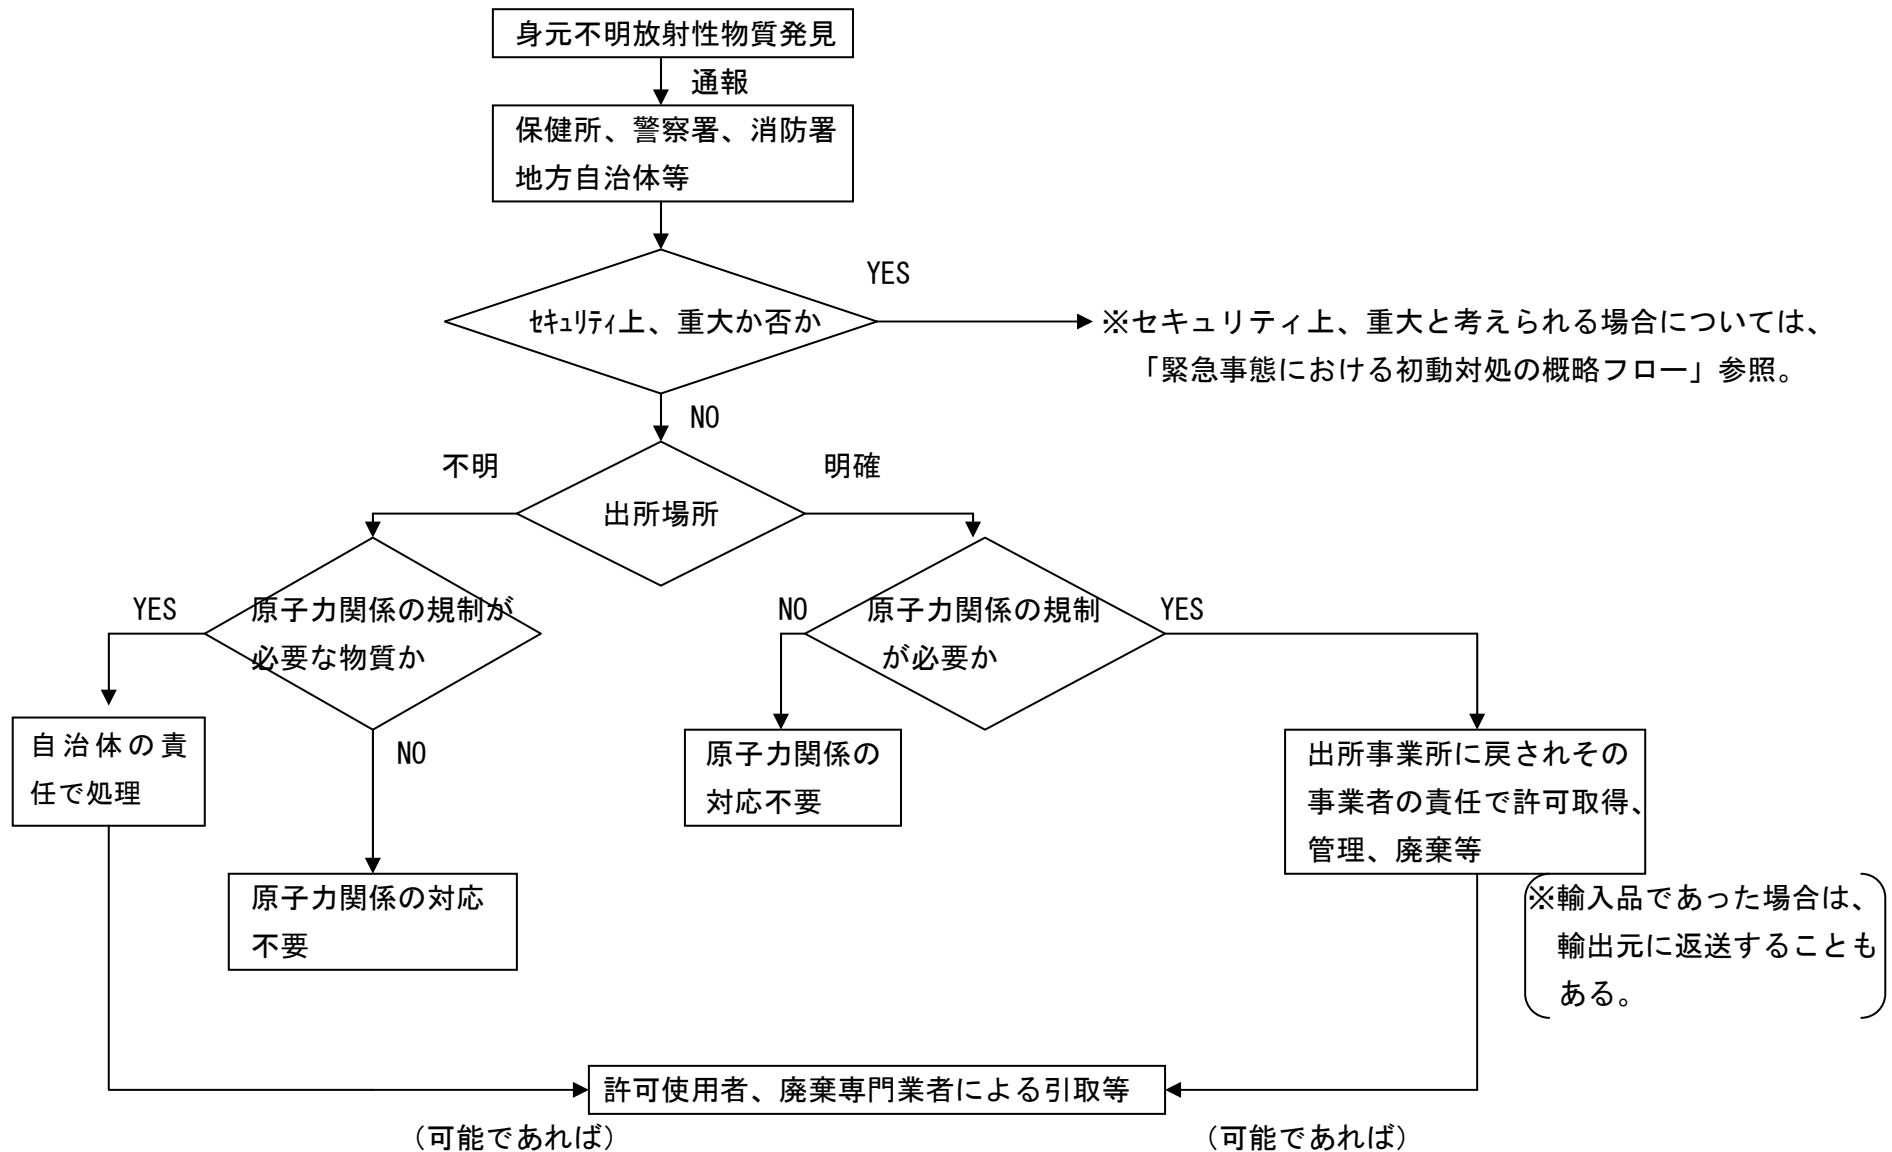 身元不明放射性物質発見
通報
保健所、警察署、消防署
地方自治体等
YES
ｾｷｭﾘﾃｨ上、重大か否か
※セキュリティ上、重大と考えられる場合については、
「緊急事態における初動対処の概略フロー」参照。
NO
不明
明確
出所場所
YES
原子力関係の規制が
必要な物質か
NO
原子力関係の規制
が必要か
YES
自治体の責
任で処理
NO
原子力関係の
対応不要
出所事業所に戻されその
事業者の責任で許可取得、
管理、廃棄等
原子力関係の対応
不要
※輸入品であった場合は、
輸出元に返送することも
ある。
許可使用者、廃棄専門業者による引取等
（可能であれば）
（可能であれば）